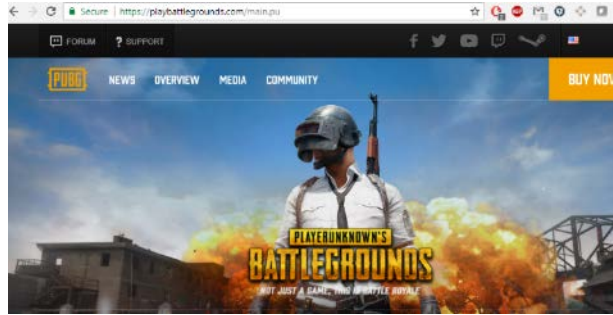 Secure | https://playbattlegrounds.com/main.pu
FORUM ? SUPPORT
PUBG NEWS OVERVIEW MEDIA COMMUNITY BUY NOW
PLAYERUNKNOWN'S
BATTLEGROUNDS
NOT JUST A GAME, THIS IS BATTLE ROYALE